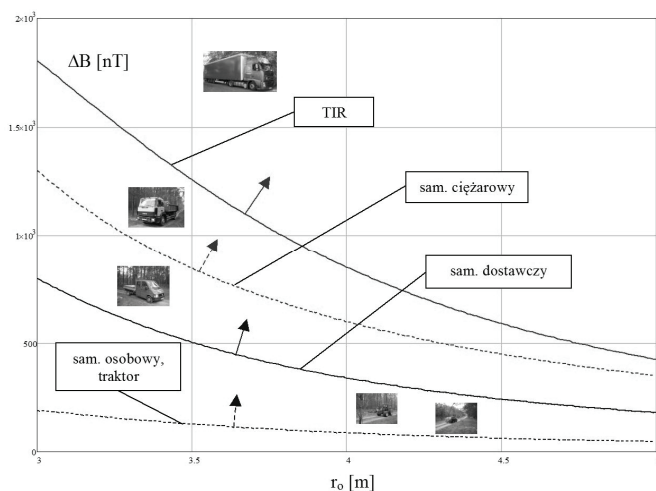 2×10³
ΔB [nT]
TIR
1.5×10³
sam. ciężarowy
1×10³
sam. dostawczy
500
sam. osobowy,
traktor
0
3
3.5
4
4.5
r₀ [m]